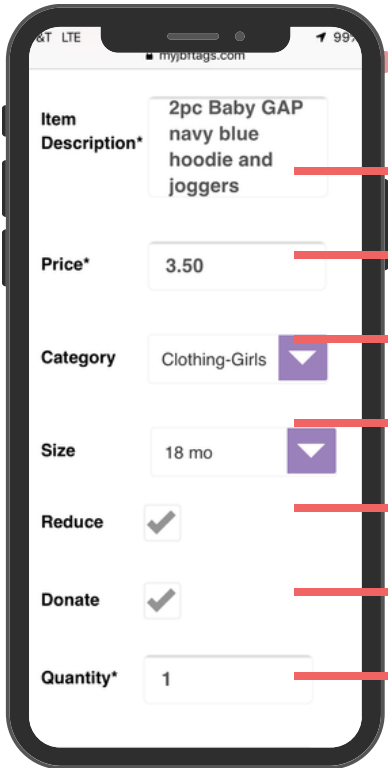 LTE
99%
myjbftags.com
Item
Description*
2pc Baby GAP
navy blue
hoodie and
joggers
Price*
3.50
Category
Clothing-Girls
Size
18 mo
Reduce
Donate
Quantity*
1